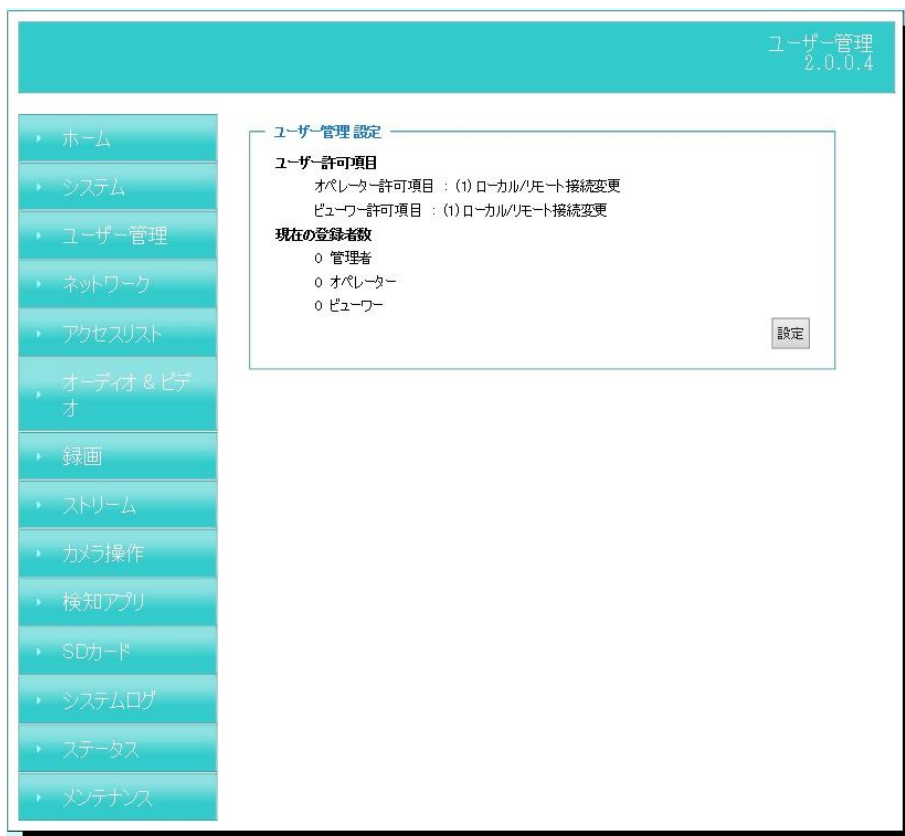 ユーザー管理
2.0.0.4
ホーム
システム
ユーザー管理
ネットワーク
アクセスリスト
オーディオ & ビデ
オ
録画
ストリーム
カメラ操作
検知アプリ
SDカード
システムログ
ステータス
メンテナンス
ユーザー管理 設定
ユーザー許可項目
オペレーター許可項目 : (1) ローカル/リモート接続変更
ビューワー許可項目 : (1) ローカル/リモート接続変更
現在の登録者数
0 管理者
0 オペレーター
0 ビューワー
設定